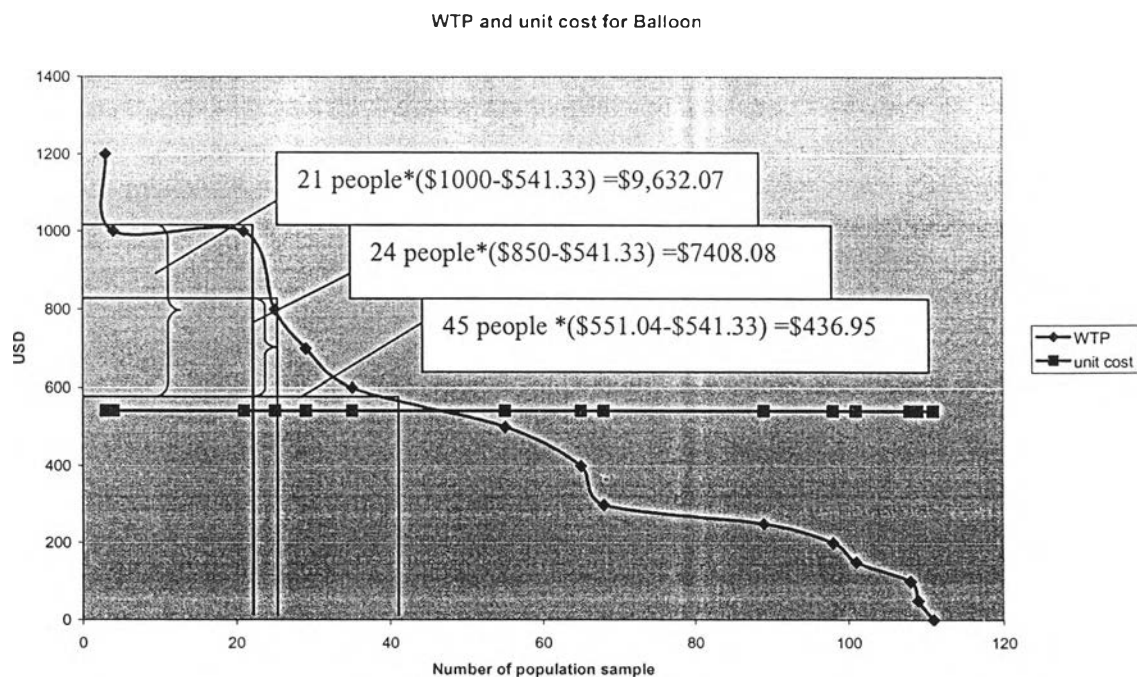 WTP and unit cost for Balloon
1400
1200
1000
800
600
400
200
0
USD
21 people*($1000-$541.33) =$9,632.07
24 people*($850-$541.33) =$7408.08
45 people *($551.04-$541.33) =$436.95
WTP
unit cost
0 20 40 60 80 100 120
Number of population sample